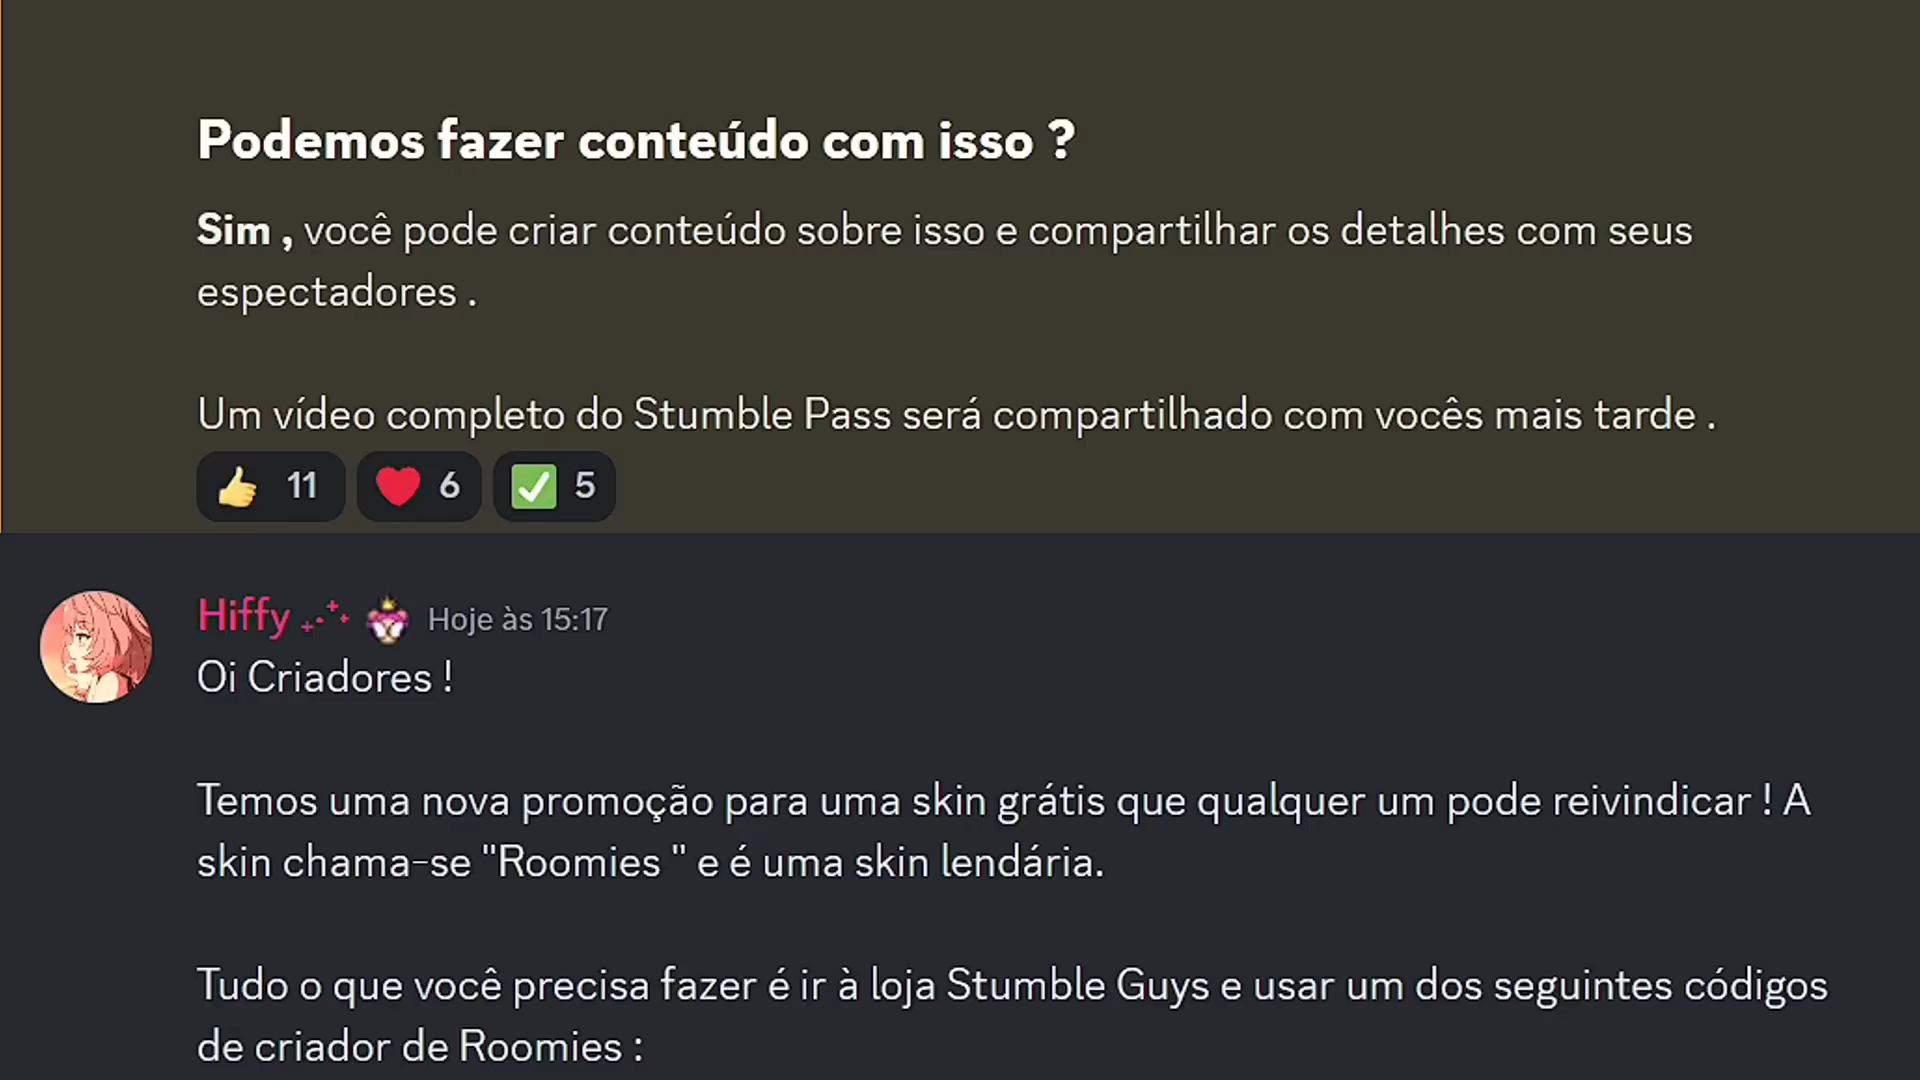 Podemos fazer conteúdo com isso ?
Sim , você pode criar conteúdo sobre isso e compartilhar os detalhes com seus
espectadores .
Um vídeo completo do Stumble Pass será compartilhado com vocês mais tarde .
11 6 5
Hiffy Hoje às 15:17
Oi Criadores !
Temos uma nova promoção para uma skin grátis que qualquer um pode reivindicar ! A
skin chama-se "Roomies " e é uma skin lendária.
Tudo o que você precisa fazer é ir à loja Stumble Guys e usar um dos seguintes códigos
de criador de Roomies :